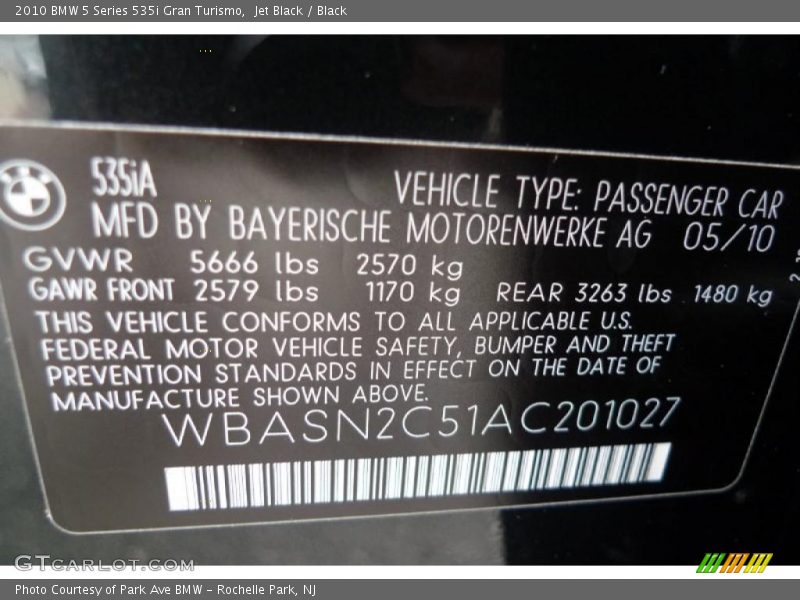 2010 BMW 5 Series 535i Gran Turismo, Jet Black / Black
535iA
VEHICLE TYPE: PASSENGER CAR
MFD BY BAYERISCHE MOTORENWERKE AG 05/10
GVWR 5666 lbs 2570 kg
GAWR FRONT 2579 lbs 1170 kg REAR 3263 lbs 1480 kg
THIS VEHICLE CONFORMS TO ALL APPLICABLE U.S.
FEDERAL MOTOR VEHICLE SAFETY, BUMPER AND THEFT
PREVENTION STANDARDS IN EFFECT ON THE DATE OF
MANUFACTURE SHOWN ABOVE.
WBASN2C51AC201027
GTCARLOT.COM
Photo Courtesy of Park Ave BMW - Rochelle Park, NJ